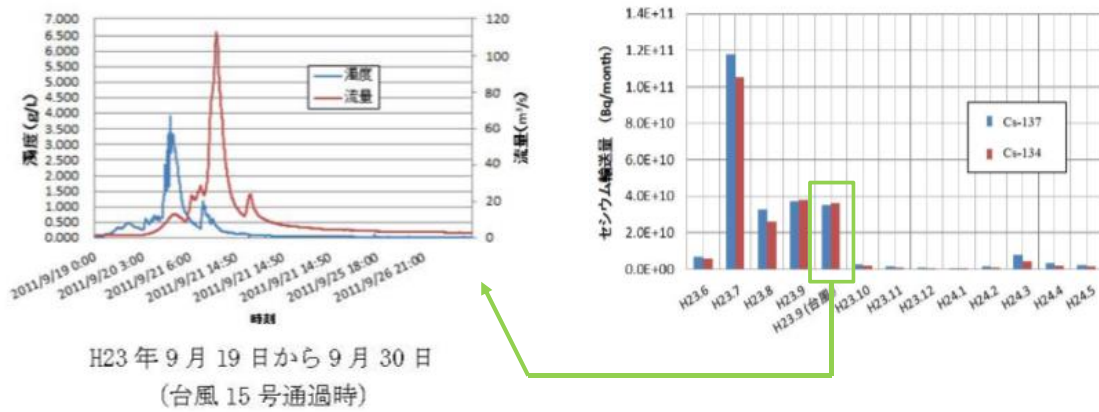 7.000
6.500
6.000
5.500
5.000
4.500
4.000
3.500
3.000
2.500
2.000
1.500
1.000
0.500
0.000
濁度(g/L)
濁度
流量
120
100
80
60
40
20
0
流量(m³/s)
2011/9/19 0:00
2011/9/20 3:00
2011/9/21 6:00
2011/9/21 14:50
2011/9/21 14:50
2011/9/21 14:50
2011/9/25 18:00
2011/9/26 21:00
時刻
H23年9月19日から9月30日
(台風15号通過時)
1.4E+11
1.2E+11
1.0E+11
8.0E+10
6.0E+10
4.0E+10
2.0E+10
0.0E+00
セシウム輸送量 (Bq/month)
Cs-137
Cs-134
H23.6
H23.7
H23.8
H23.9
H23.9 (台風)
H23.10
H23.11
H23.12
H24.1
H24.2
H24.3
H24.4
H24.5